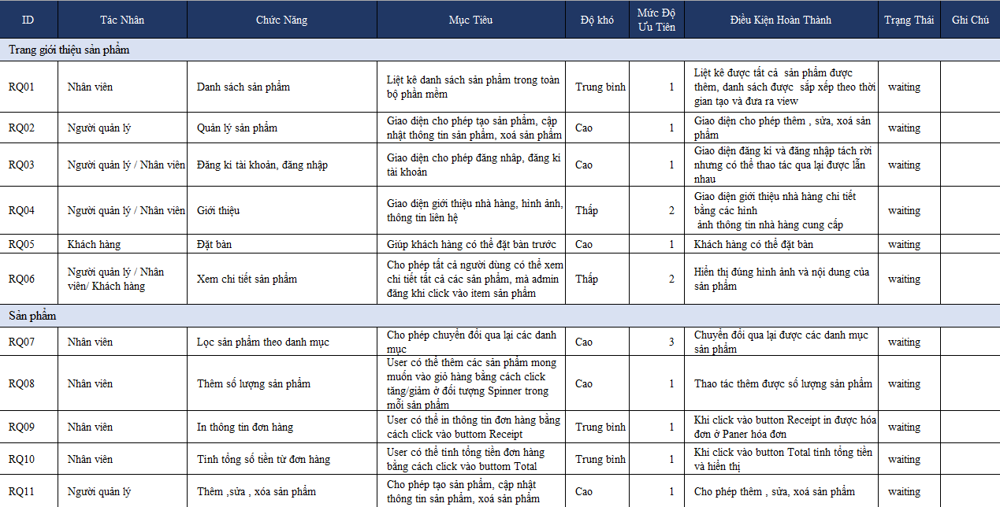 ID Tác Nhân Chức Năng Mục Tiêu Độ khó Mức Độ Ưu Tiên Điều Kiện Hoàn Thành Trạng Thái Ghi Chú
Trang giới thiệu sản phẩm
RQ01 Nhân viên Danh sách sản phẩm
Liệt kê danh sách sản phẩm trong toàn
bộ phần mềm
Trung bình 1
Liệt kê được tất cả sản phẩm được
thêm, danh sách được sắp xếp theo thời
gian tạo và đưa ra view
waiting
RQ02 Người quản lý Quản lý sản phẩm
Giao diện cho phép tạo sản phẩm, cập
nhật thông tin sản phẩm, xoá sản phẩm
Cao 1
Giao diện cho phép thêm , sửa, xoá sản
phẩm
waiting
RQ03 Người quản lý / Nhân viên Đăng kí tài khoản, đăng nhập
Giao diện cho phép đăng nhâp, đăng kí
tài khoản
Cao 1
Giao diện đăng kí và đăng nhập tách rời
nhưng có thể thao tác qua lại được lẫn
nhau
waiting
RQ04 Người quản lý / Nhân viên Giới thiệu
Giao diện giới thiệu nhà hàng, hình ảnh,
thông tin liên hệ
Thấp 2
Giao diện giới thiệu nhà hàng chi tiết
bằng các hình
ảnh thông tin nhà hàng cung cấp
waiting
RQ05 Khách hàng Đặt bàn Giúp khách hàng có thể đặt bàn trước Cao 1 Khách hàng có thể đặt bàn waiting
RQ06
Người quản lý / Nhân
viên/ Khách hàng
Xem chi tiết sản phẩm
Cho phép tất cả người dùng có thể xem
chi tiết tất cả các sản phẩm, mà admin
đăng khi click vào item sản phẩm
Thấp 2
Hiển thị đúng hình ảnh và nội dung của
sản phẩm
waiting
Sản phẩm
RQ07 Nhân viên Lọc sản phẩm theo danh mục
Cho phép chuyển đổi qua lại các danh
mục
Cao 3
Chuyển đổi qua lại được các danh mục
sản phẩm
waiting
RQ08 Nhân viên Thêm số lượng sản phẩm
User có thể thêm các sản phẩm mong
muốn vào giỏ hàng bằng cách click
tăng/giảm ở đối tượng Spinner trong
mỗi sản phẩm
Cao 1 Thao tác thêm được số lượng sản phẩm waiting
RQ09 Nhân viên In thông tin đơn hàng
User có thể in thông tin đơn hàng bằng
cách click vào buttom Receipt
Trung bình 1
Khi click vào button Receipt in được hóa
đơn ở Paner hóa đơn
waiting
RQ10 Nhân viên Tính tổng số tiền từ đơn hàng
User có thể tính tổng tiền đơn hàng
bằng cách click vào buttom Total
Trung bình 1
Khi click vào button Total tính tổng tiền
và hiển thị
waiting
RQ11 Người quản lý Thêm ,sửa , xóa sản phẩm
Cho phép tạo sản phẩm, cập nhật
thông tin sản phẩm, xoá sản phẩm
Cao 1 Cho phép thêm , sửa, xoá sản phẩm waiting